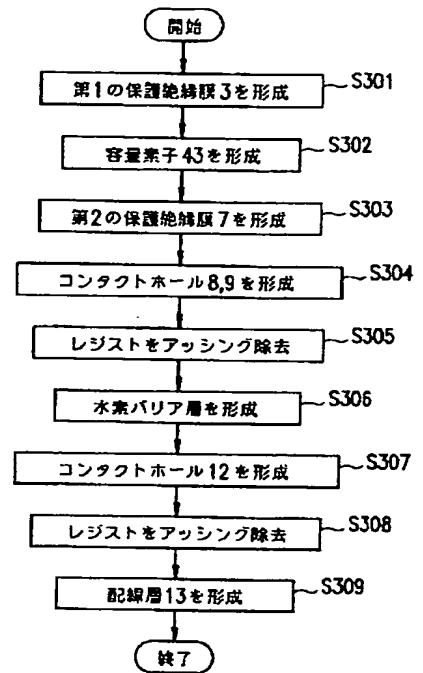 開始
第1の保護絶縁膜3を形成
S301
容量素子43を形成
S302
第2の保護絶縁膜7を形成
S303
コンタクトホール8,9を形成
S304
レジストをアッシング除去
S305
水素バリア層を形成
S306
コンタクトホール12を形成
S307
レジストをアッシング除去
S308
配線層13を形成
S309
終了